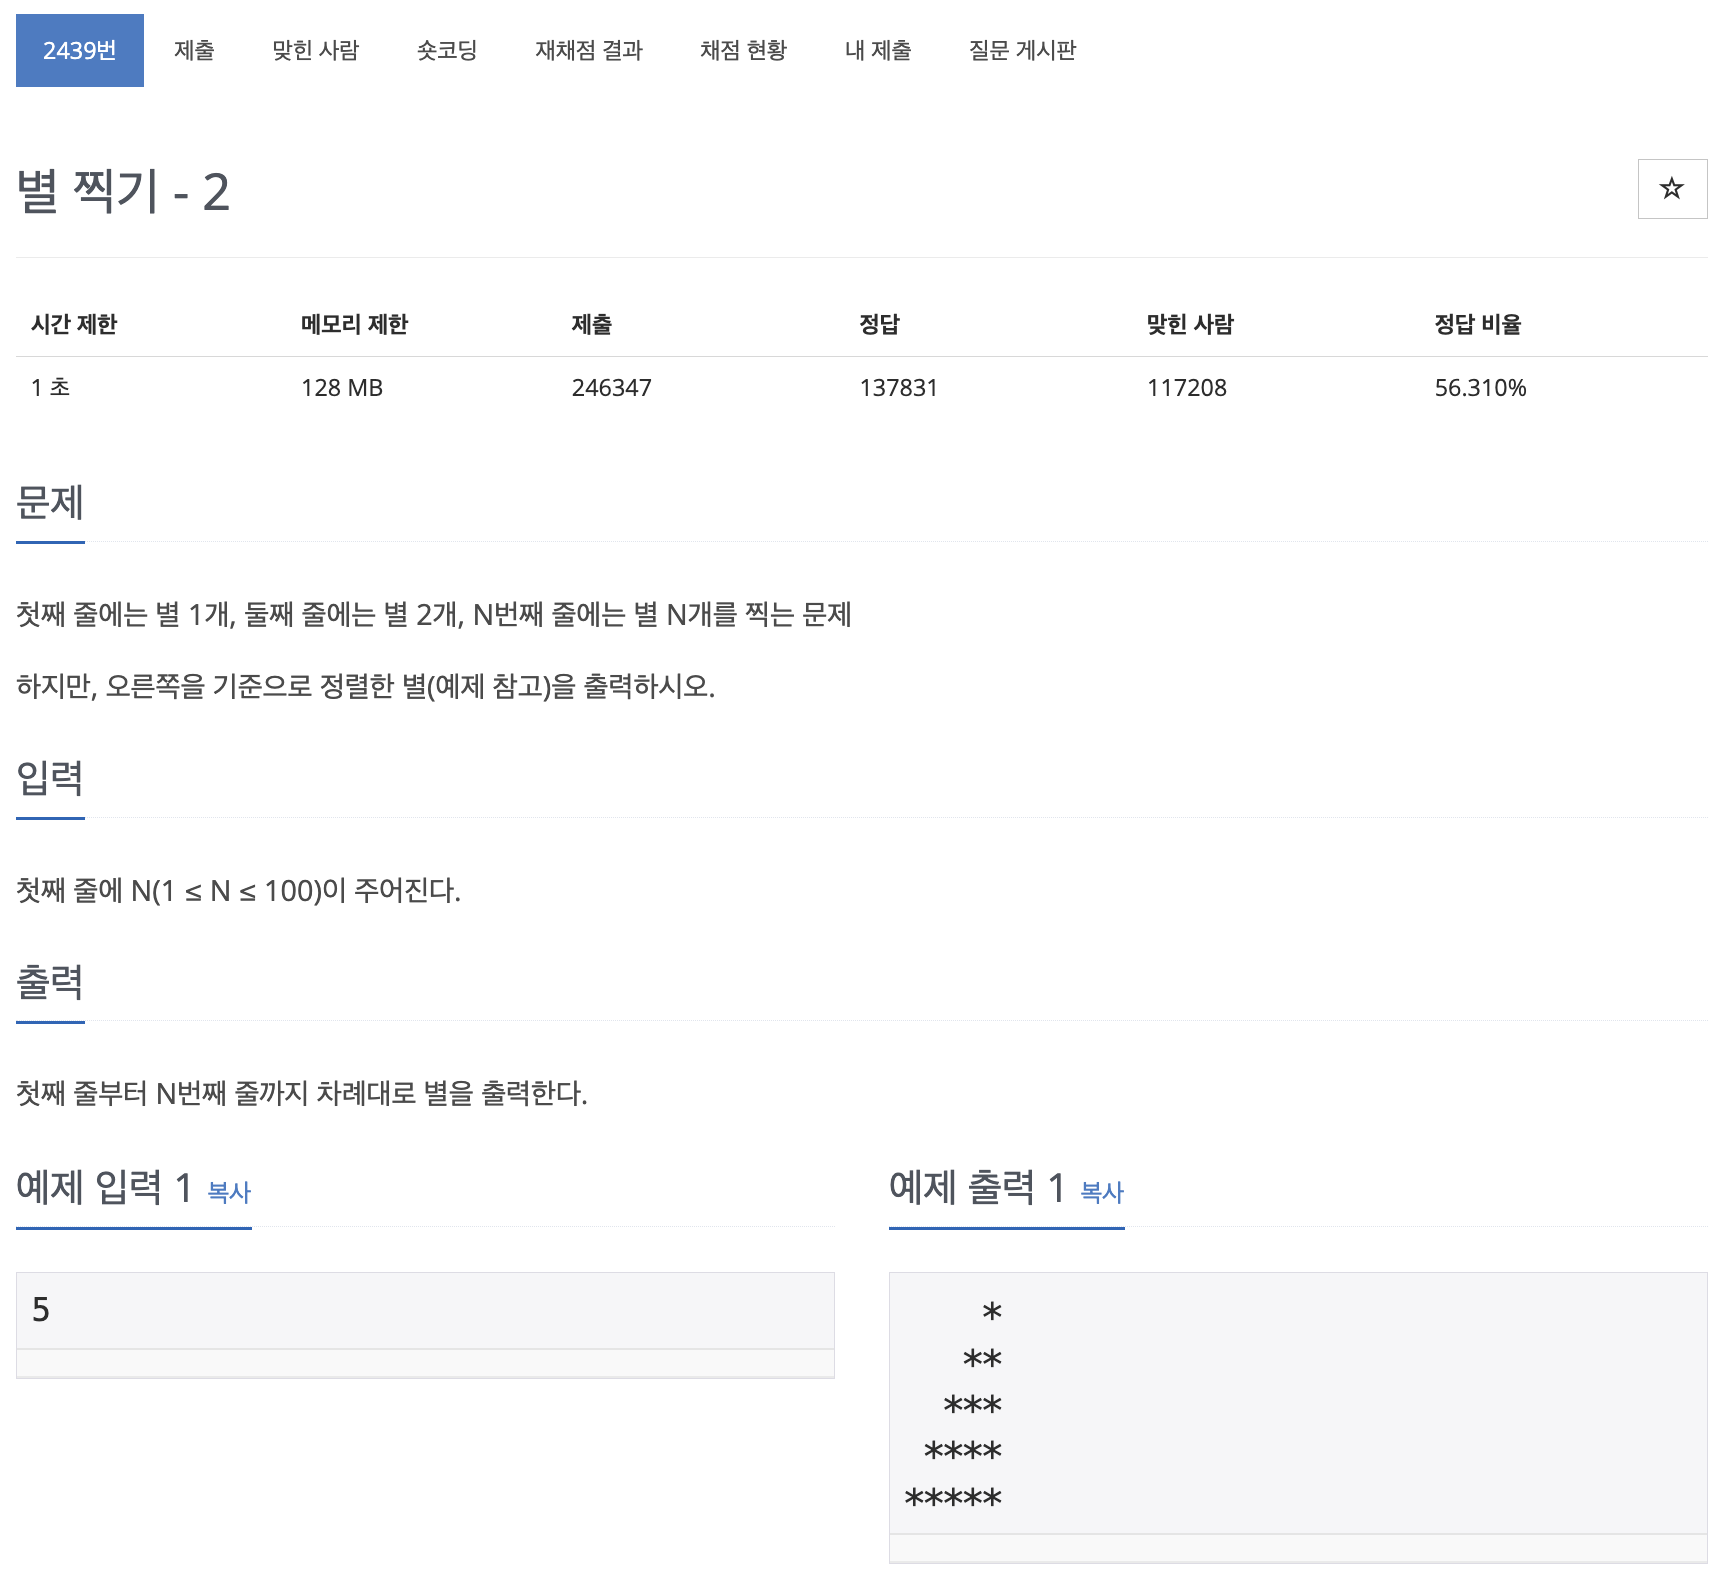 2439번 제출 맞힌 사람 숏코딩 재채점 결과 채점 현황 내 제출 질문 게시판
별 찍기 - 2
시간 제한 메모리 제한 제출 정답 맞힌 사람 정답 비율
1 초 128 MB 246347 137831 117208 56.310%
문제
첫째 줄에는 별 1개, 둘째 줄에는 별 2개, N번째 줄에는 별 N개를 찍는 문제
하지만, 오른쪽을 기준으로 정렬한 별(예제 참고)을 출력하시오.
입력
첫째 줄에 N(1 ≤ N ≤ 100)이 주어진다.
출력
첫째 줄부터 N번째 줄까지 차례대로 별을 출력한다.
예제 입력 1 복사
5
예제 출력 1 복사
    *
   **
  ***
 ****
*****